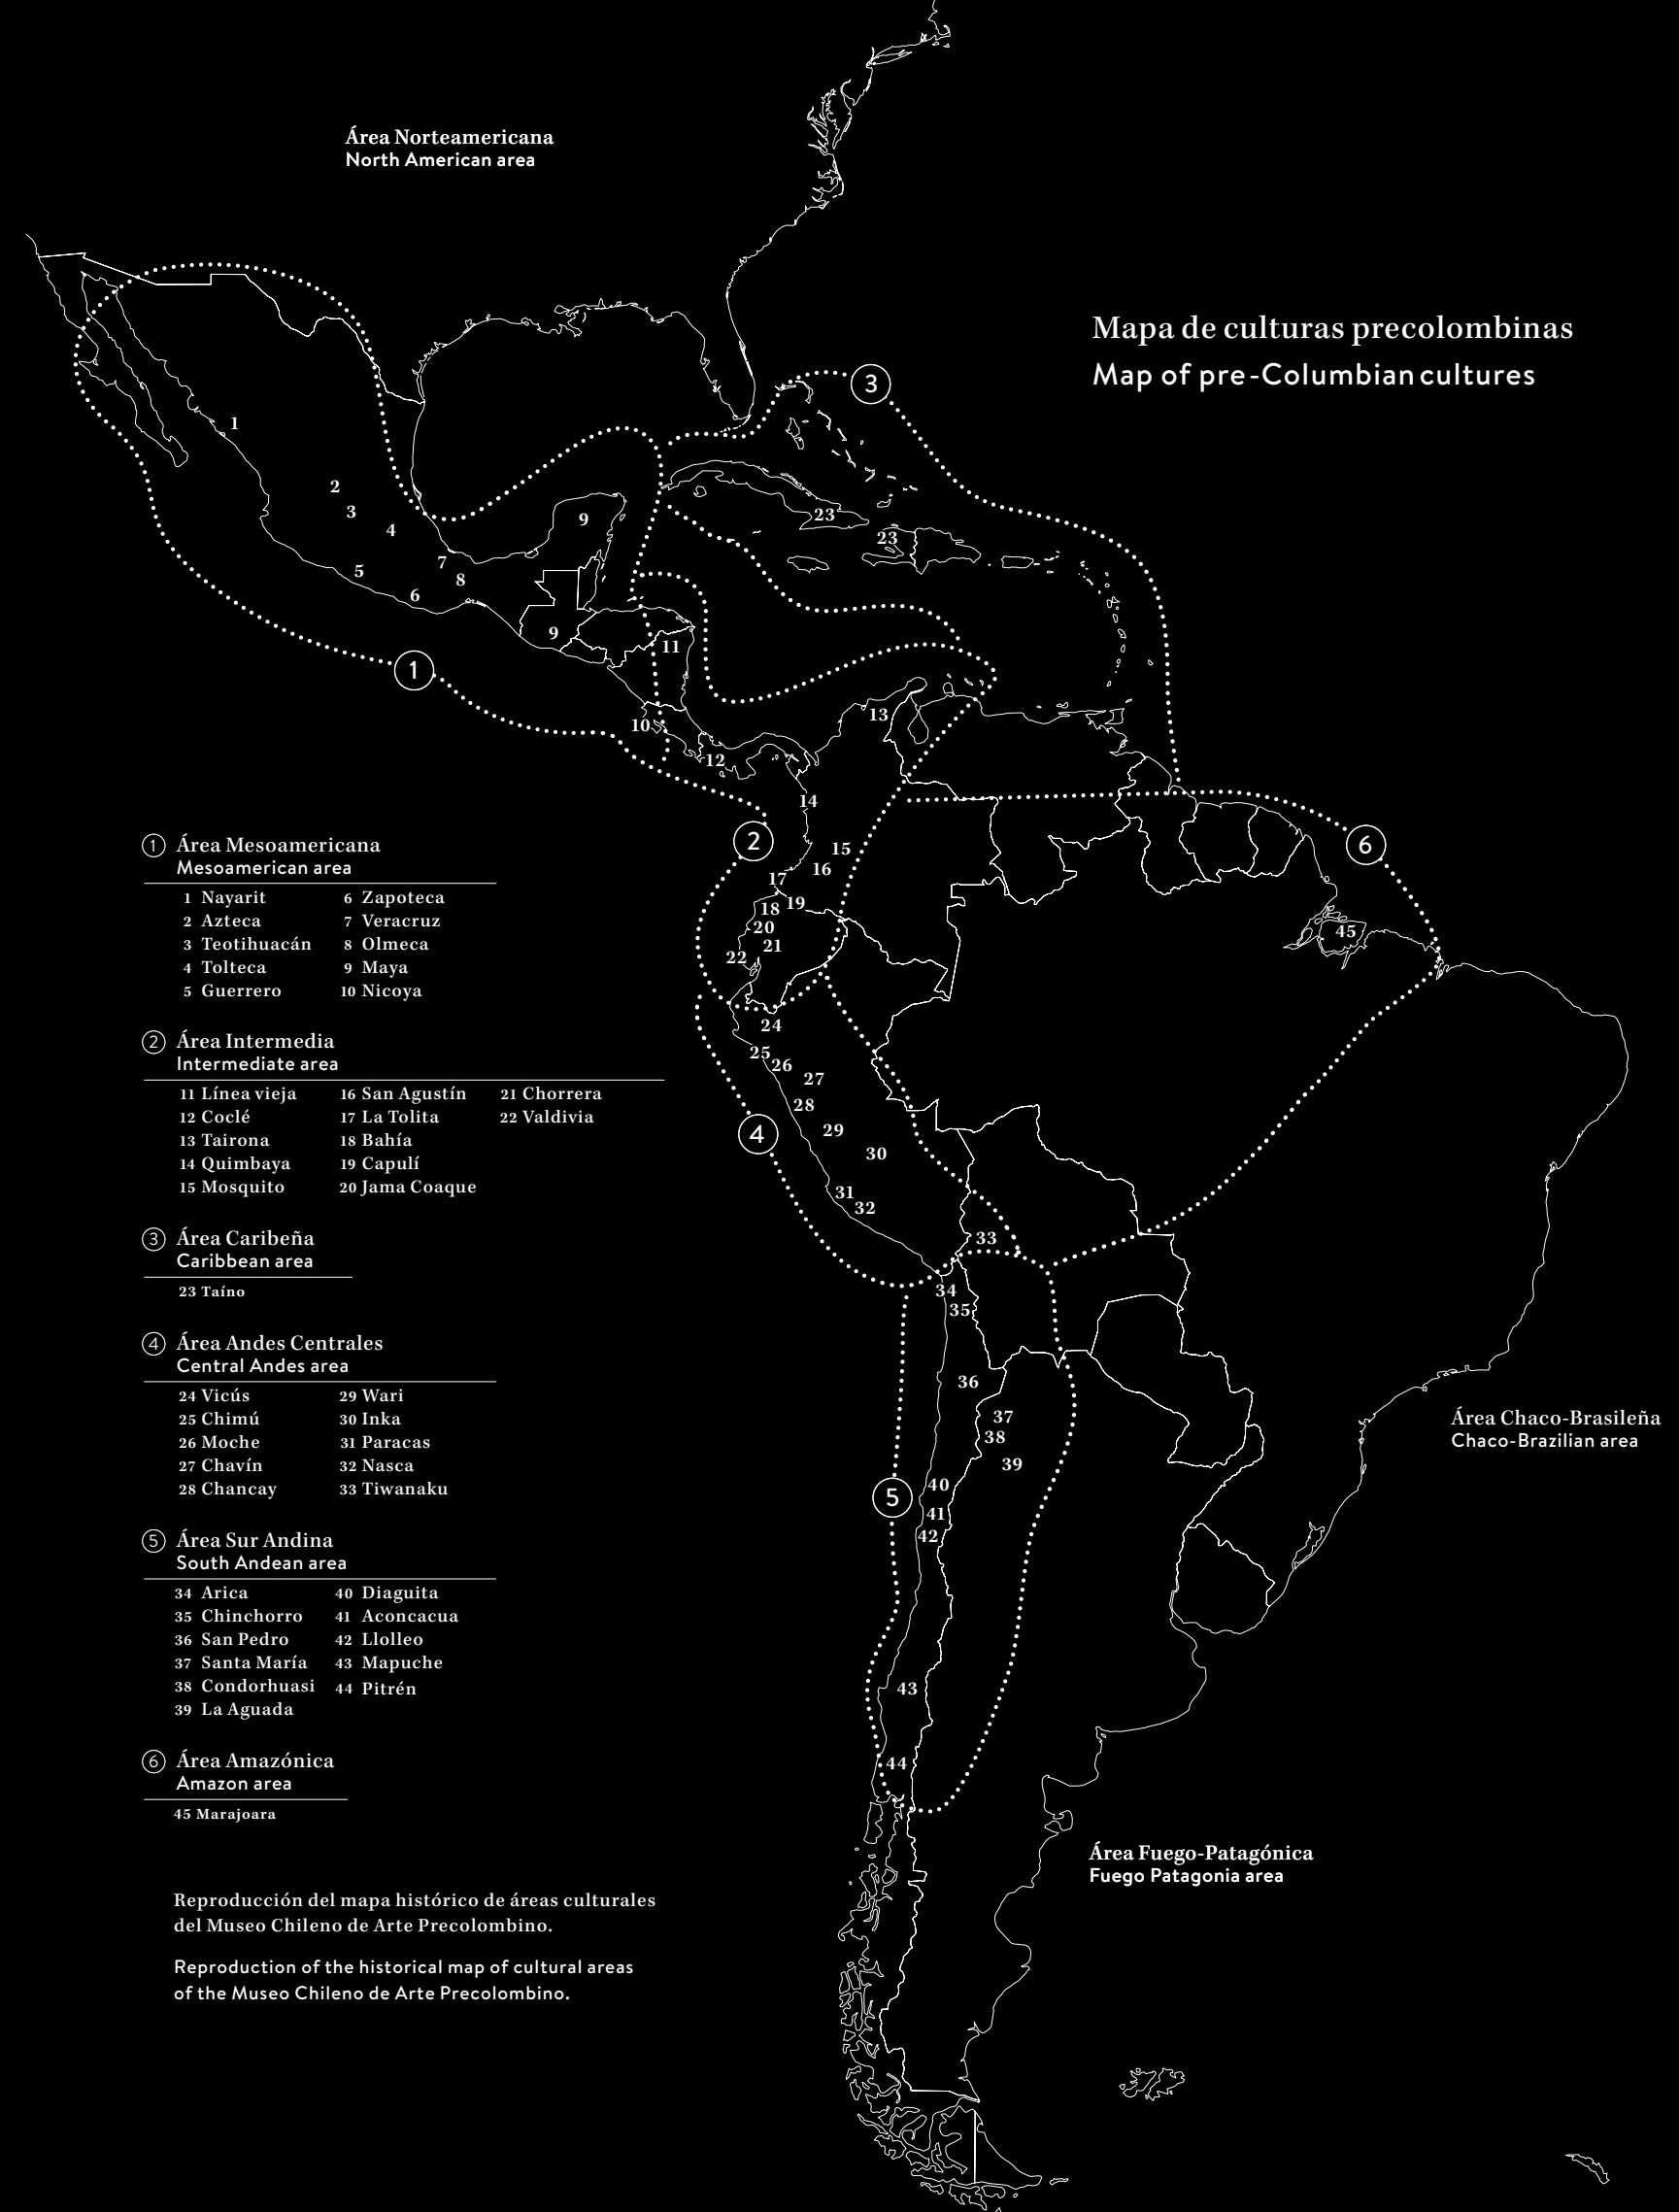 Área Norteamericana
North American area
Mapa de culturas precolombinas
Map of pre-Columbian cultures
3
1
2
3
4
9
23
23
5
6
7
8
9
11
1
10
12
13
14
2
15
16
17
18
19
20
21
22
6
45
24
25
26
27
28
29
4
30
31
32
33
34
35
36
37
38
39
5
40
41
42
43
44
Área Chaco-Brasileña
Chaco-Brazilian area
Área Fuego-Patagónica
Fuego Patagonia area
1 Área Mesoamericana
Mesoamerican area
1 Nayarit 6 Zapoteca
2 Azteca 7 Veracruz
3 Teotihuacán 8 Olmeca
4 Tolteca 9 Maya
5 Guerrero 10 Nicoya
2 Área Intermedia
Intermediate area
11 Línea vieja 16 San Agustín 21 Chorrera
12 Coclé 17 La Tolita 22 Valdivia
13 Tairona 18 Bahía
14 Quimbaya 19 Capulí
15 Mosquito 20 Jama Coaque
3 Área Caribeña
Caribbean area
23 Taíno
4 Área Andes Centrales
Central Andes area
24 Vicús 29 Wari
25 Chimú 30 Inka
26 Moche 31 Paracas
27 Chavín 32 Nasca
28 Chancay 33 Tiwanaku
5 Área Sur Andina
South Andean area
34 Arica 40 Diaguita
35 Chinchorro 41 Aconcacua
36 San Pedro 42 Llolleo
37 Santa María 43 Mapuche
38 Condorhuasi 44 Pitrén
39 La Aguada
6 Área Amazónica
Amazon area
45 Marajoara
Reproducción del mapa histórico de áreas culturales
del Museo Chileno de Arte Precolombino.
Reproduction of the historical map of cultural areas
of the Museo Chileno de Arte Precolombino.